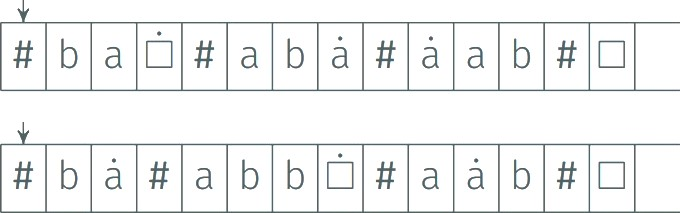 # b a □̇ # a b ȧ # ȧ a b # □
# b ȧ # a b b □̇ # a ȧ b # □